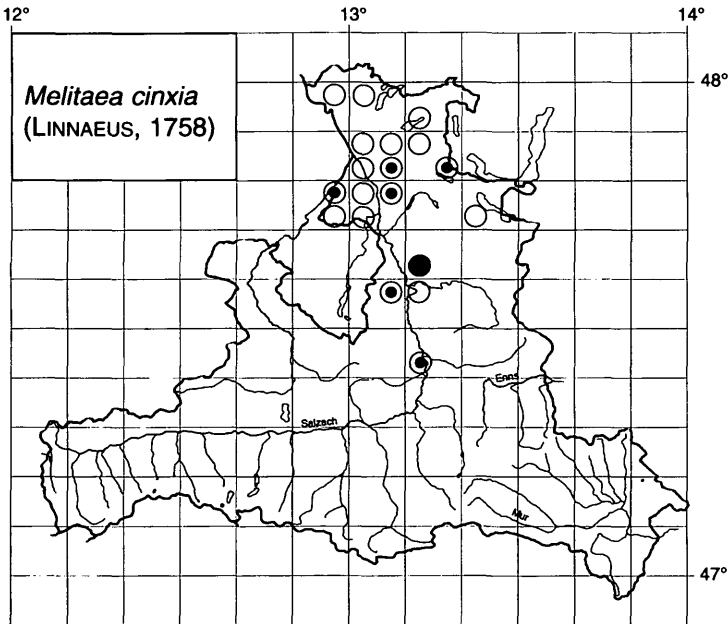 12° 13° 14°
48°
Melitaea cinxia
(LINNAEUS, 1758)
Enns
Salzach
Mur
47°